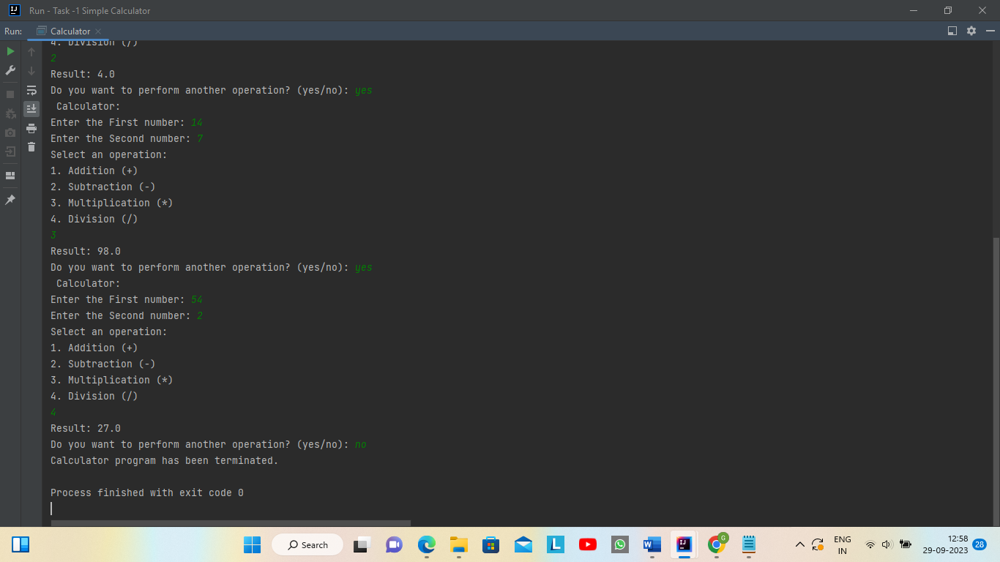 Run - Task -1 Simple Calculator
Run: Calculator
4. Division (/)
2
Result: 4.0
Do you want to perform another operation? (yes/no): yes
Calculator:
Enter the First number: 14
Enter the Second number: 7
Select an operation:
1. Addition (+)
2. Subtraction (-)
3. Multiplication (*)
4. Division (/)
3
Result: 98.0
Do you want to perform another operation? (yes/no): yes
Calculator:
Enter the First number: 54
Enter the Second number: 2
Select an operation:
1. Addition (+)
2. Subtraction (-)
3. Multiplication (*)
4. Division (/)
4
Result: 27.0
Do you want to perform another operation? (yes/no): no
Calculator program has been terminated.
Process finished with exit code 0
Search
ENG
IN
12:58
29-09-2023
28